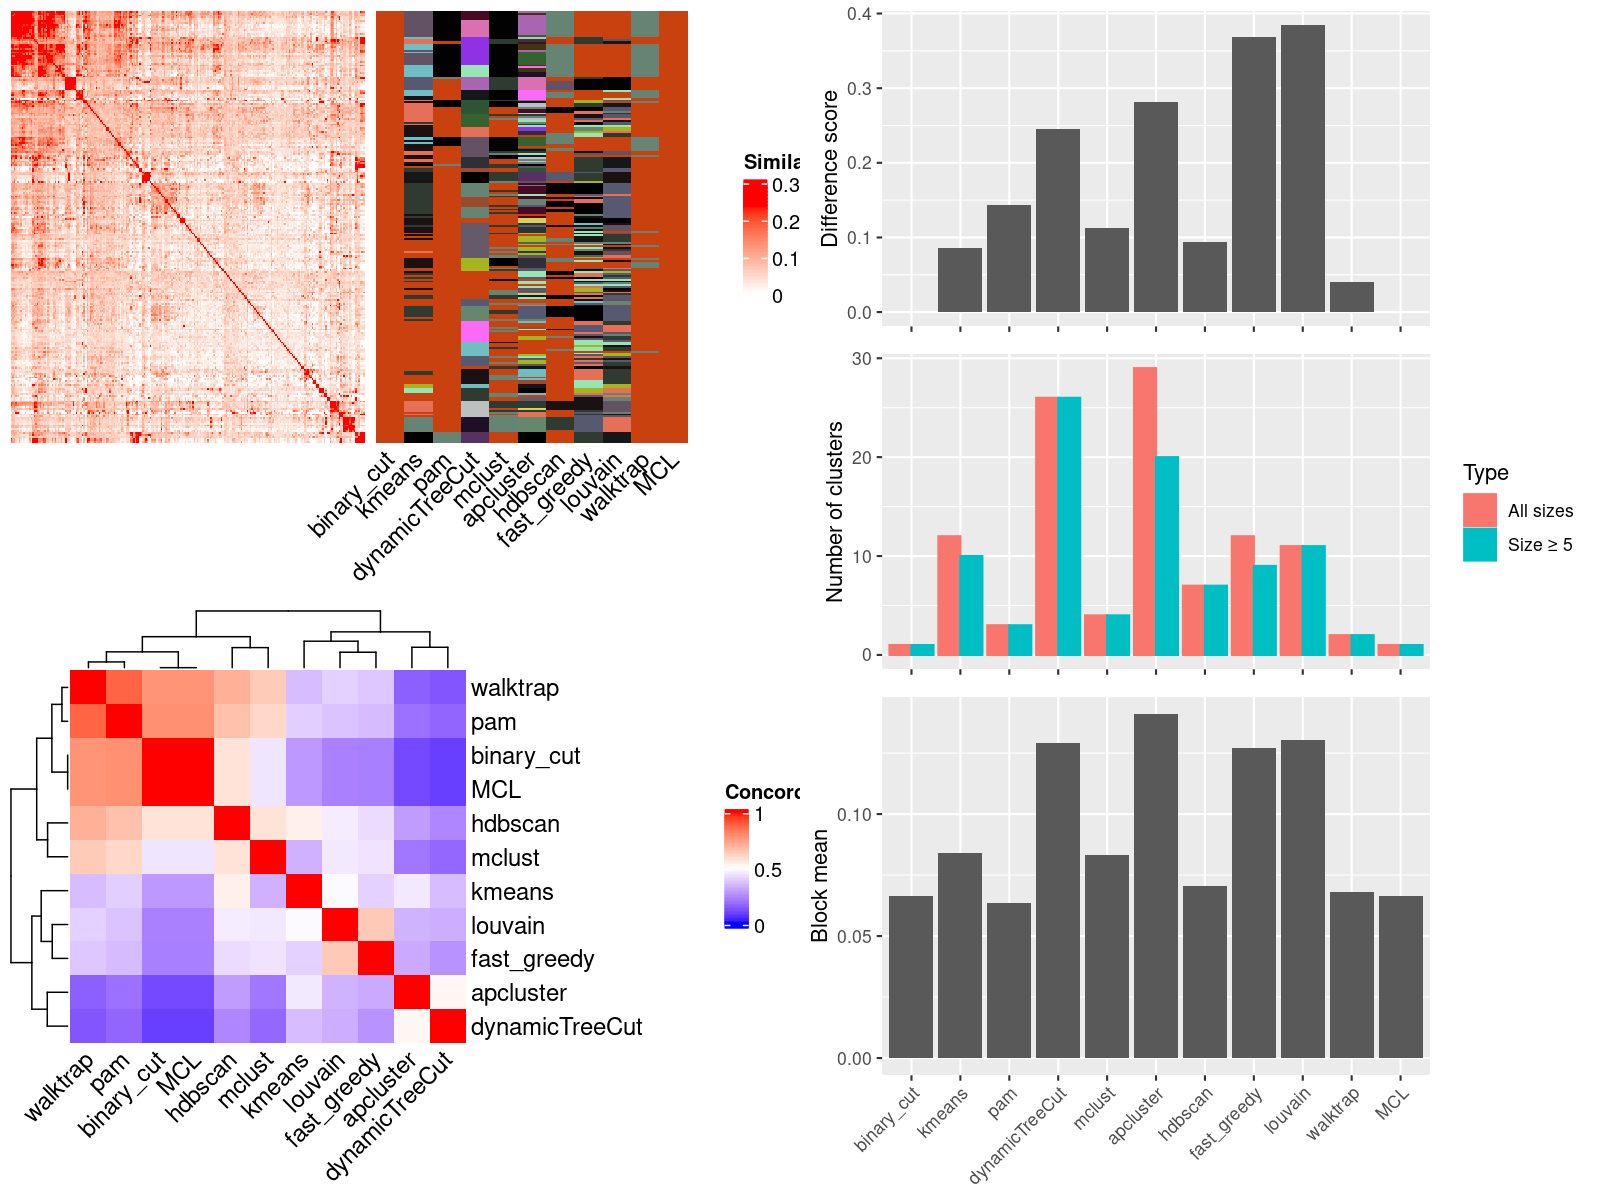 Simila
0.3
0.2
0.1
0
binary_cut
kmeans
pam
dynamicTreeCut
mclust
apcluster
hdbscan
fast_greedy
louvain
walktrap
MCL
walktrap
pam
binary_cut
MCL
hdbscan
mclust
kmeans
louvain
fast_greedy
apcluster
dynamicTreeCut
walktrap
pam
binary_cut
MCL
hdbscan
mclust
kmeans
louvain
fast_greedy
apcluster
dynamicTreeCut
Concord
1
0.5
0
Difference score
0.4
0.3
0.2
0.1
0.0
Number of clusters
30
20
10
0
Type
All sizes
Size ≥ 5
Block mean
0.10
0.05
0.00
binary_cut
kmeans
pam
dynamicTreeCut
mclust
apcluster
hdbscan
fast_greedy
louvain
walktrap
MCL